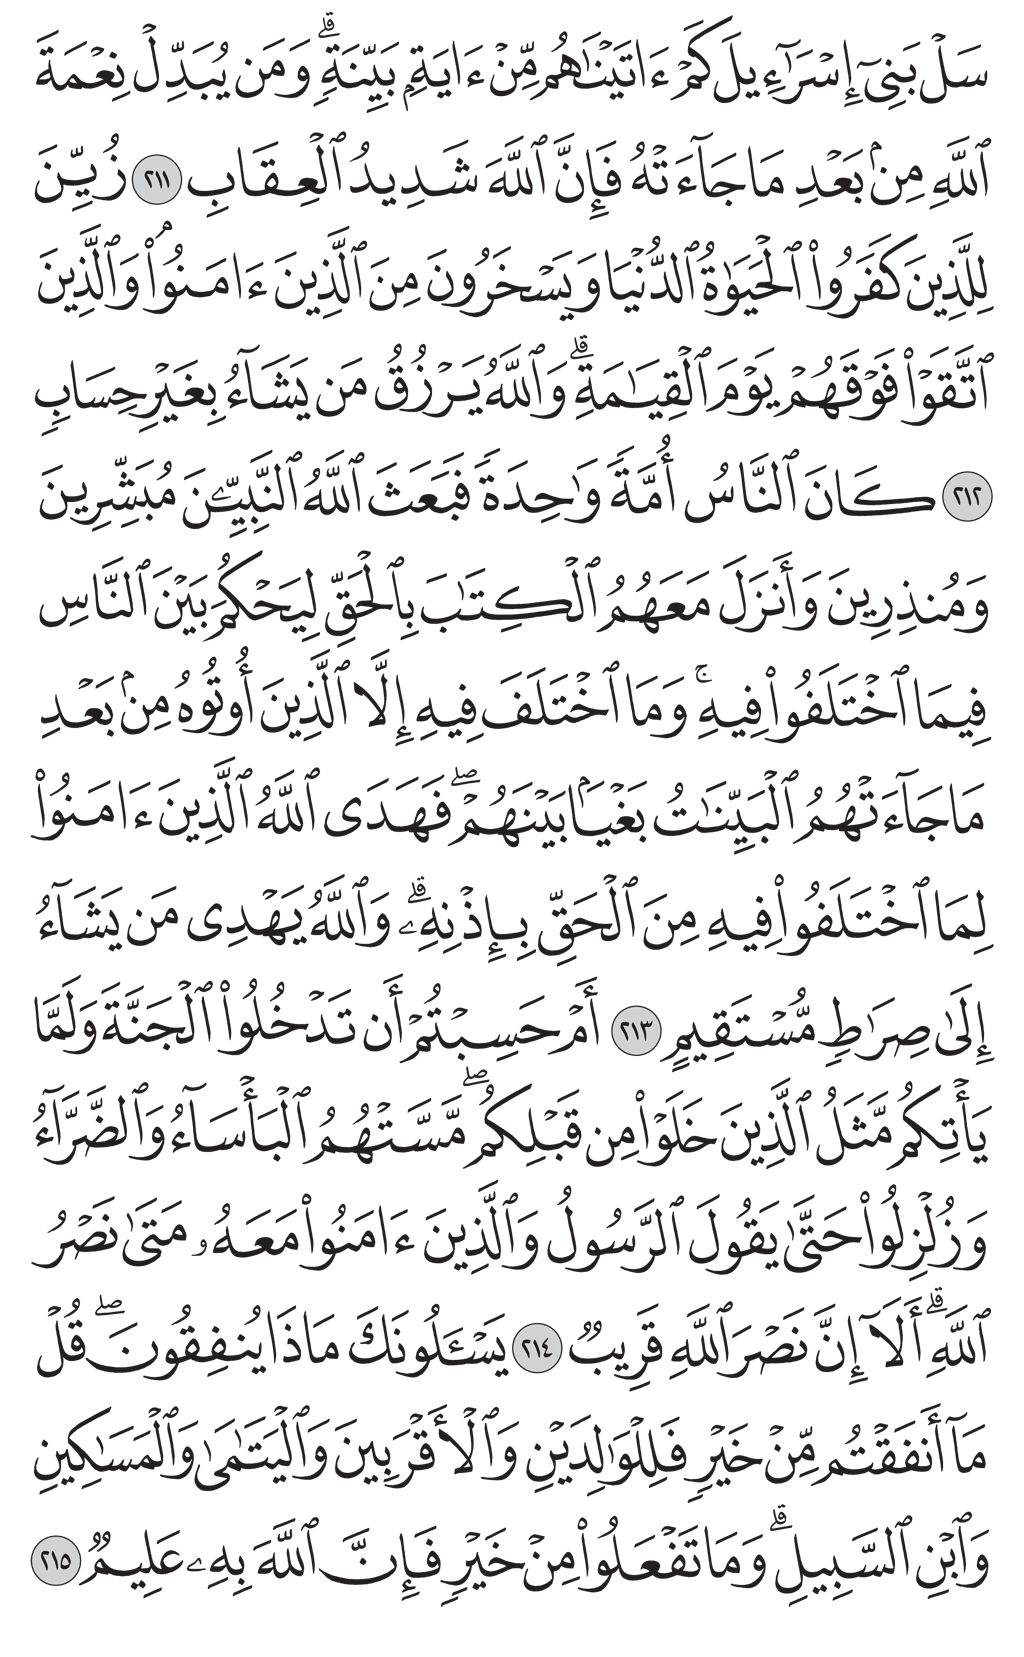 سَلۡ بَنِيٓ إِسۡرَٰٓءِيلَ كَمۡ ءَاتَيۡنَٰهُم مِّنۡ ءَايَةِۭ بَيِّنَةٖۗ وَمَن يُبَدِّلۡ نِعۡمَةَ
ٱللَّهِ مِنۢ بَعۡدِ مَا جَآءَتۡهُ فَإِنَّ ٱللَّهَ شَدِيدُ ٱلۡعِقَابِ ٢١١ زُيِّنَ
لِلَّذِينَ كَفَرُواْ ٱلۡحَيَوٰةُ ٱلدُّنۡيَا وَيَسۡخَرُونَ مِنَ ٱلَّذِينَ ءَامَنُواْۘ وَٱلَّذِينَ
ٱتَّقَوۡاْ فَوۡقَهُمۡ يَوۡمَ ٱلۡقِيَٰمَةِۗ وَٱللَّهُ يَرۡزُقُ مَن يَشَآءُ بِغَيۡرِ حِسَابٖ
٢١٢ كَانَ ٱلنَّاسُ أُمَّةٗ وَٰحِدَةٗ فَبَعَثَ ٱللَّهُ ٱلنَّبِيِّـۧنَ مُبَشِّرِينَ
وَمُنذِرِينَ وَأَنزَلَ مَعَهُمُ ٱلۡكِتَٰبَ بِٱلۡحَقِّ لِيَحۡكُمَ بَيۡنَ ٱلنَّاسِ
فِيمَا ٱخۡتَلَفُواْ فِيهِۚ وَمَا ٱخۡتَلَفَ فِيهِ إِلَّا ٱلَّذِينَ أُوتُوهُ مِنۢ بَعۡدِ
مَا جَآءَتۡهُمُ ٱلۡبَيِّنَٰتُ بَغۡيَۢا بَيۡنَهُمۡۖ فَهَدَى ٱللَّهُ ٱلَّذِينَ ءَامَنُواْ
لِمَا ٱخۡتَلَفُواْ فِيهِ مِنَ ٱلۡحَقِّ بِإِذۡنِهِۦۗ وَٱللَّهُ يَهۡدِي مَن يَشَآءُ
إِلَىٰ صِرَٰطٖ مُّسۡتَقِيمٍ ٢١٣ أَمۡ حَسِبۡتُمۡ أَن تَدۡخُلُواْ ٱلۡجَنَّةَ وَلَمَّا
يَأۡتِكُم مَّثَلُ ٱلَّذِينَ خَلَوۡاْ مِن قَبۡلِكُمۖ مَّسَّتۡهُمُ ٱلۡبَأۡسَآءُ وَٱلضَّرَّآءُ
وَزُلۡزِلُواْ حَتَّىٰ يَقُولَ ٱلرَّسُولُ وَٱلَّذِينَ ءَامَنُواْ مَعَهُۥ مَتَىٰ نَصۡرُ
ٱللَّهِۗ أَلَآ إِنَّ نَصۡرَ ٱللَّهِ قَرِيبٞ ٢١٤ يَسۡـَٔلُونَكَ مَاذَا يُنفِقُونَۖ قُلۡ
مَآ أَنفَقۡتُم مِّنۡ خَيۡرٖ فَلِلۡوَٰلِدَيۡنِ وَٱلۡأَقۡرَبِينَ وَٱلۡيَتَٰمَىٰ وَٱلۡمَسَٰكِينِ
وَٱبۡنِ ٱلسَّبِيلِۗ وَمَا تَفۡعَلُواْ مِنۡ خَيۡرٖ فَإِنَّ ٱللَّهَ بِهِۦ عَلِيمٞ ٢١٥